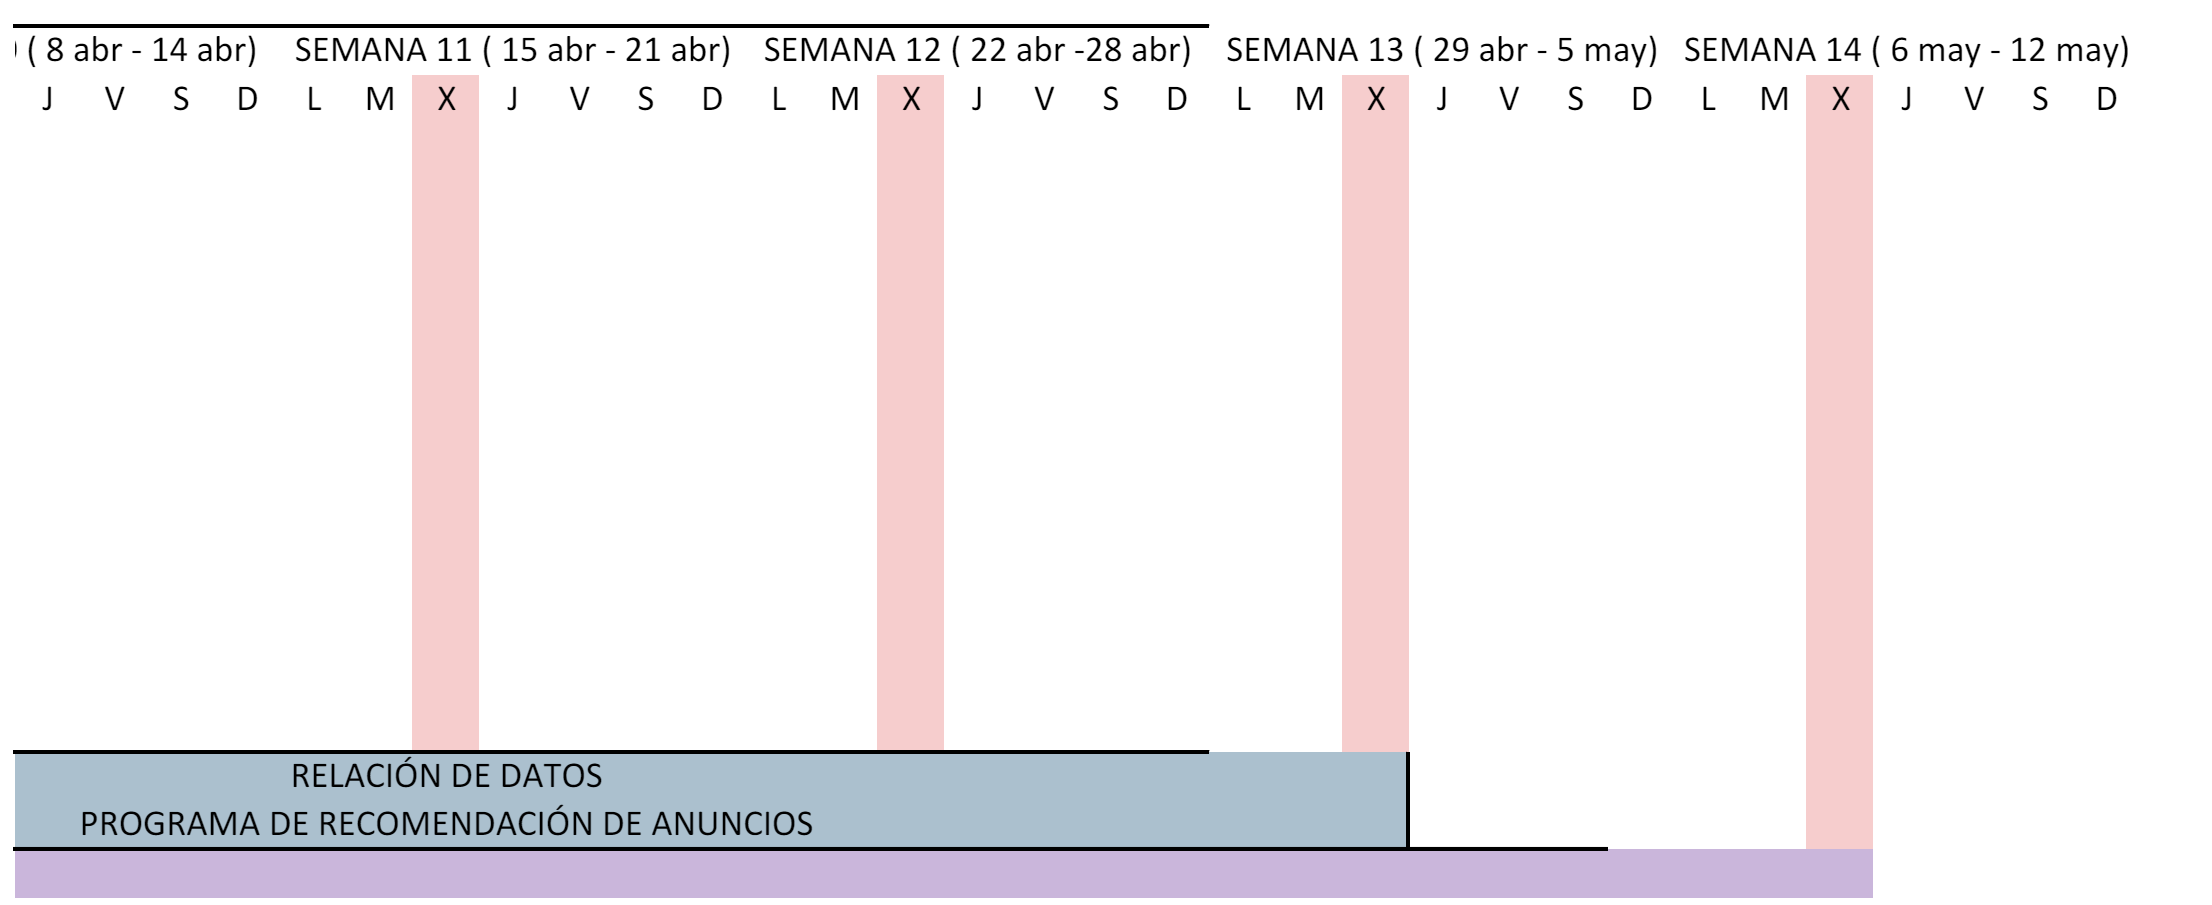 ( 8 abr - 14 abr) SEMANA 11 ( 15 abr - 21 abr) SEMANA 12 ( 22 abr -28 abr) SEMANA 13 ( 29 abr - 5 may) SEMANA 14 ( 6 may - 12 may)
J V S D L M X J V S D L M X J V S D L M X J V S D L M X J V S D
RELACIÓN DE DATOS
PROGRAMA DE RECOMENDACIÓN DE ANUNCIOS